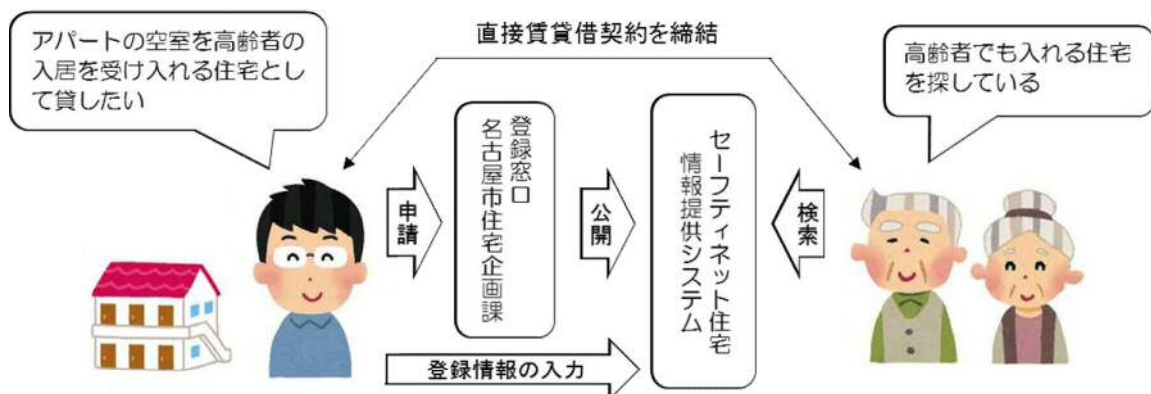 直接賃貸借契約を締結
アパートの空室を高齢者の
入居を受け入れる住宅とし
て貸したい
高齢者でも入れる住宅
を探している
申請
登録窓口
名古屋市住宅企画課
公開
セーフティネット住宅
情報提供システム
検索
登録情報の入力